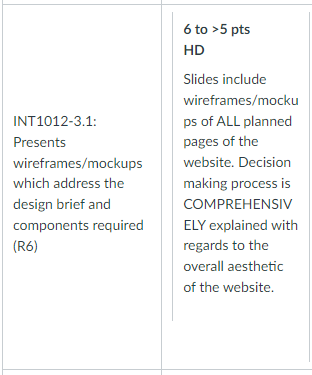 INT1012-3.1:
Presents
wireframes/mockups
which address the
design brief and
components required
(R6)
6 to >5 pts
HD
Slides include
wireframes/mocku
ps of ALL planned
pages of the
website. Decision
making process is
COMPREHENSIV
ELY explained with
regards to the
overall aesthetic
of the website.